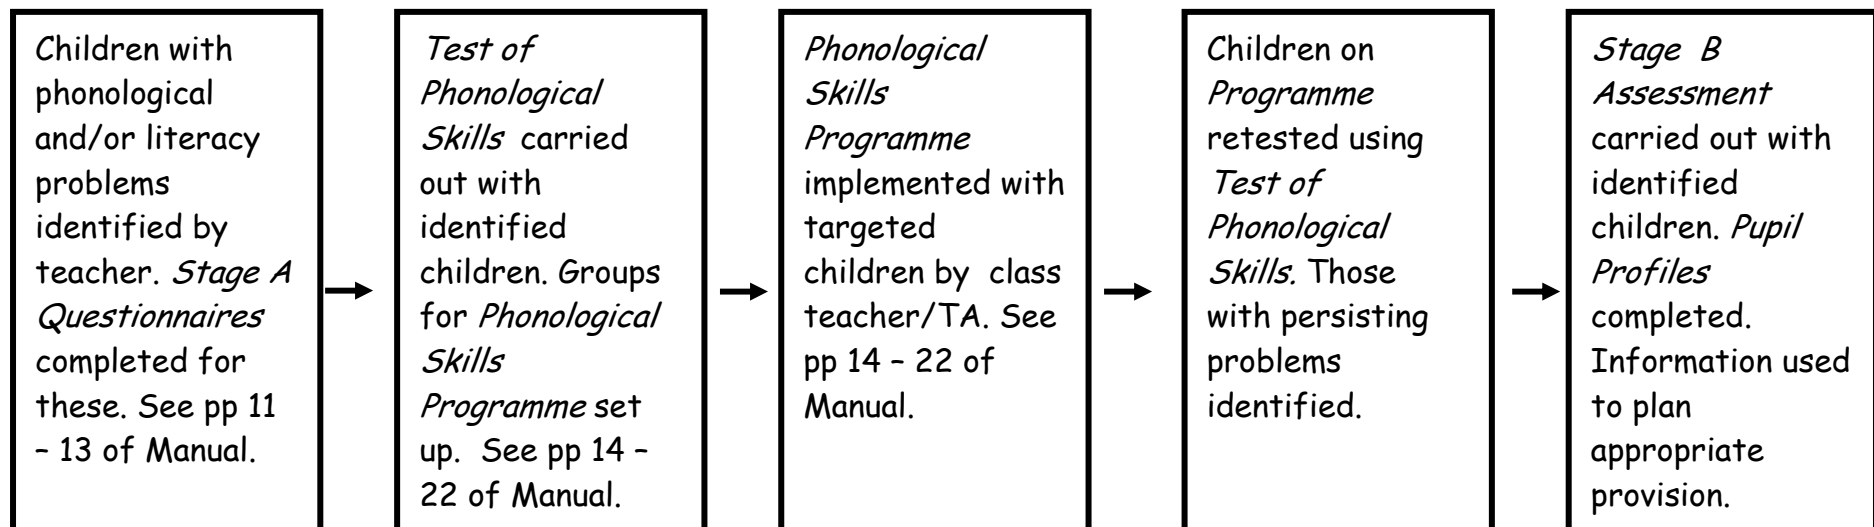 Children with
phonological
and/or literacy
problems
identified by
teacher. Stage A
Questionnaires
completed for
these. See pp 11
– 13 of Manual.
Test of
Phonological
Skills carried
out with
identified
children. Groups
for Phonological
Skills
Programme set
up. See pp 14 –
22 of Manual.
Phonological
Skills
Programme
implemented with
targeted
children by class
teacher/TA. See
pp 14 – 22 of
Manual.
Children on
Programme
retested using
Test of
Phonological
Skills. Those
with persisting
problems
identified.
Stage B
Assessment
carried out with
identified
children. Pupil
Profiles
completed.
Information used
to plan
appropriate
provision.